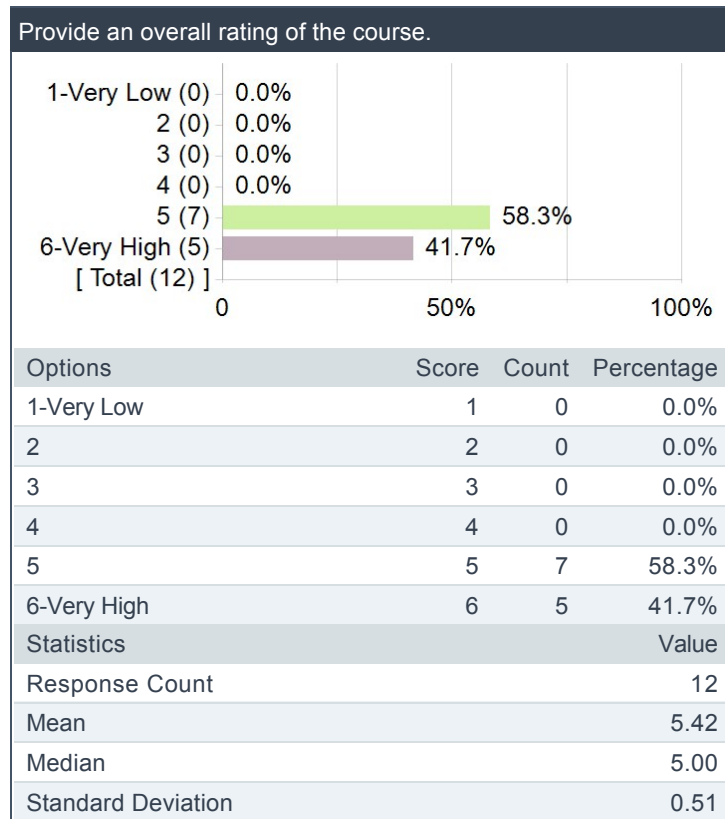 Provide an overall rating of the course.
1-Very Low (0) 0.0%
2 (0) 0.0%
3 (0) 0.0%
4 (0) 0.0%
5 (7) 58.3%
6-Very High (5) 41.7%
[ Total (12) ]
0 50% 100%
Options Score Count Percentage
1-Very Low 1 0 0.0%
2 2 0 0.0%
3 3 0 0.0%
4 4 0 0.0%
5 5 7 58.3%
6-Very High 6 5 41.7%
Statistics Value
Response Count 12
Mean 5.42
Median 5.00
Standard Deviation 0.51